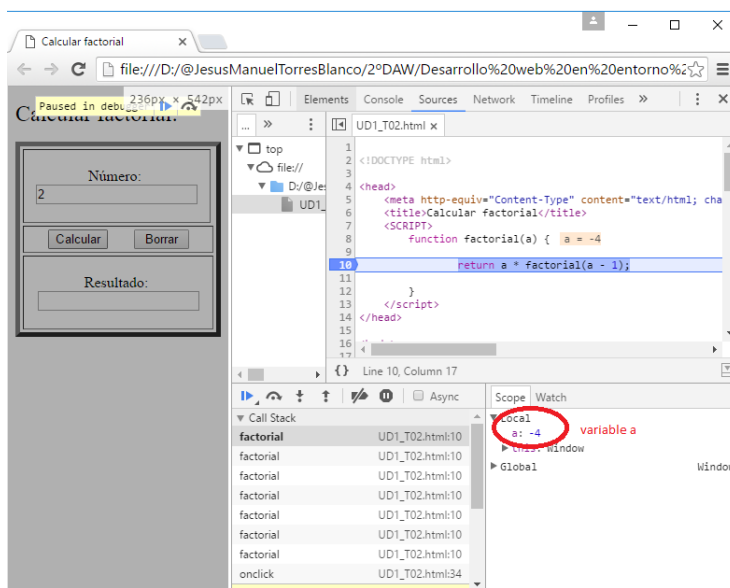 Calcular factorial
file:///D:/@JesusManuelTorresBlanco/2ºDAW/Desarrollo%20web%20en%20entorno%2
Paused in debugger
236px × 542px
Calcular factorial:
Número:
2
Calcular Borrar
Resultado:
Elements Console Sources Network Timeline Profiles »
... » UD1_T02.html ×
top
file://
D:/@Je
UD1_
1
2 <!DOCTYPE html>
3
4 <head>
5 <meta http-equiv="Content-Type" content="text/html; cha
6 <title>Calcular factorial</title>
7 <SCRIPT>
8 function factorial(a) { a = -4
9
10 return a * factorial(a - 1);
11
12 }
13 </script>
14 </head>
15
16
17
{} Line 10, Column 17
Async
Call Stack
factorial UD1_T02.html:10
factorial UD1_T02.html:10
factorial UD1_T02.html:10
factorial UD1_T02.html:10
factorial UD1_T02.html:10
factorial UD1_T02.html:10
factorial UD1_T02.html:10
onclick UD1_T02.html:34
Scope Watch
Local
a: -4
variable a
this: Window
Global Window